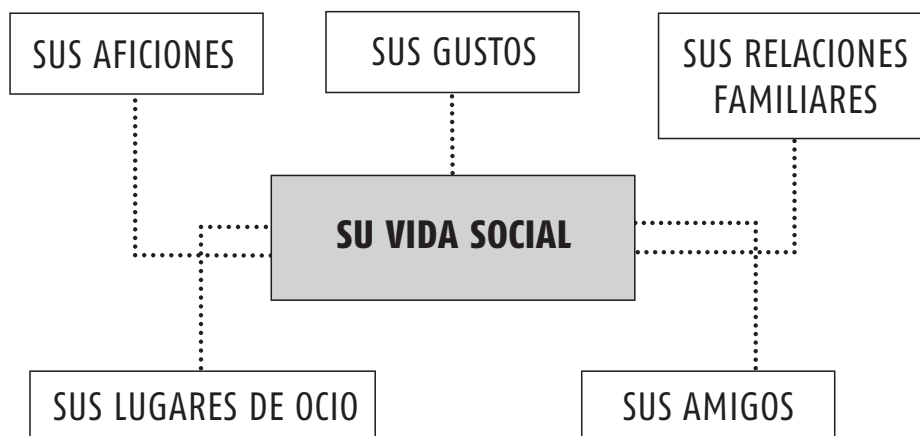 SUS AFICIONES
SUS GUSTOS
SUS RELACIONES
FAMILIARES
SU VIDA SOCIAL
SUS LUGARES DE OCIO
SUS AMIGOS